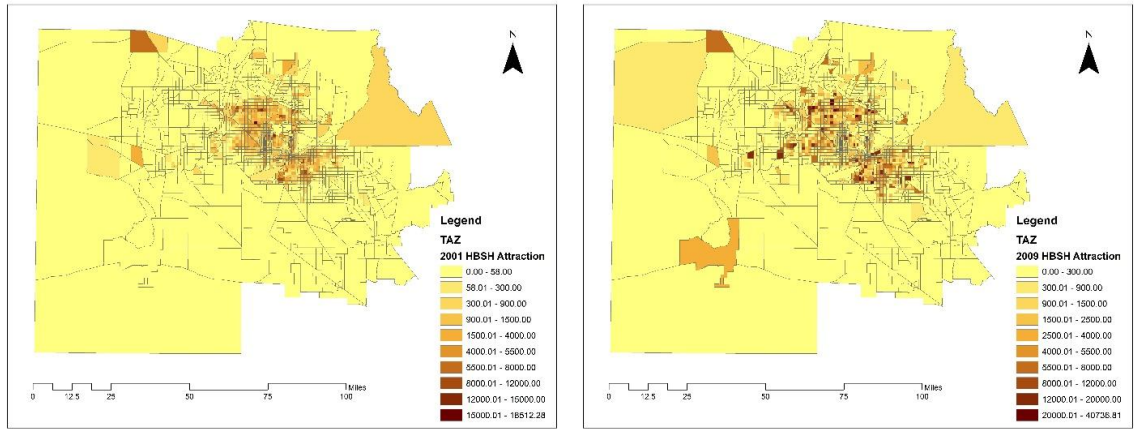 N
Legend
TAZ
2001 HBSH Attraction
0.00 - 58.00
58.01 - 300.00
300.01 - 900.00
900.01 - 1500.00
1500.01 - 4000.00
4000.01 - 5500.00
5500.01 - 8000.00
8000.01 - 12000.00
12000.01 - 15000.00
15000.01 - 18512.28
Miles
0 12.5 25 50 75 100
N
Legend
TAZ
2009 HBSH Attraction
0.00 - 300.00
300.01 - 900.00
900.01 - 1500.00
1500.01 - 2500.00
2500.01 - 4000.00
4000.01 - 5500.00
5500.01 - 8000.00
8000.01 - 12000.00
12000.01 - 20000.00
20000.01 - 40736.81
Miles
0 12.5 25 50 75 100